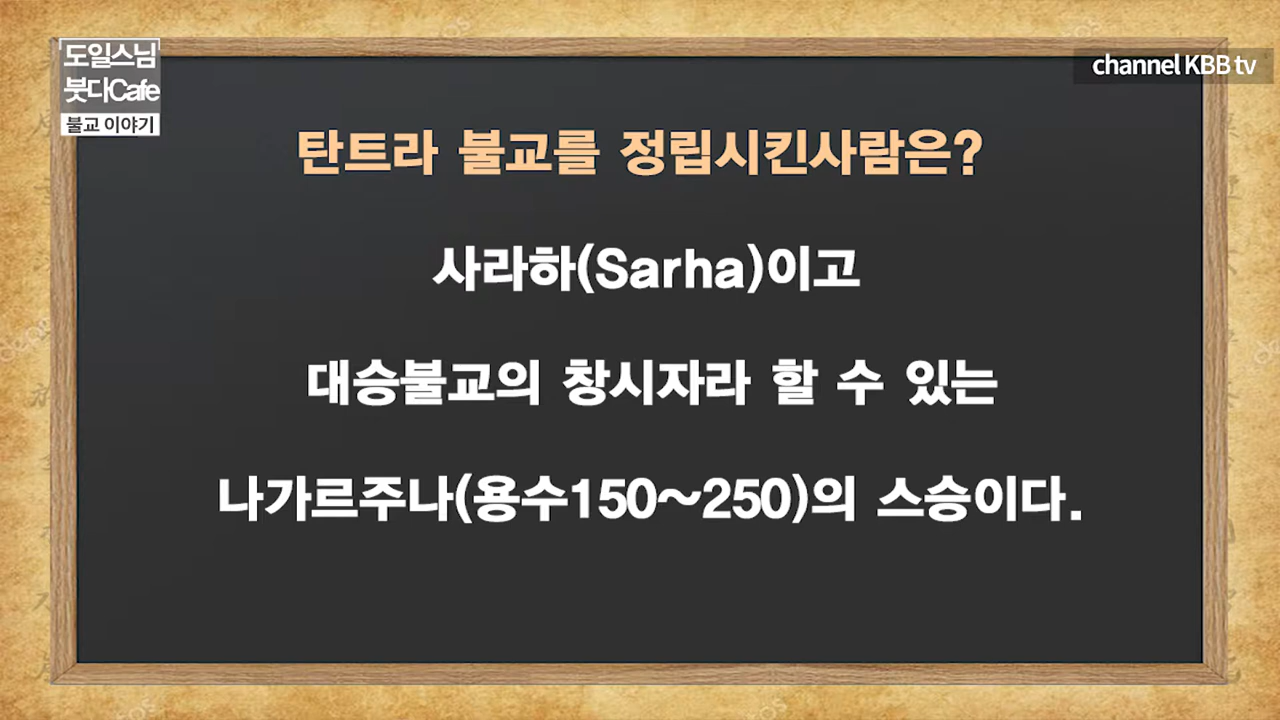 도일스님
붓다Cafe
불교 이야기
channel KBB tv
탄트라 불교를 정립시킨사람은?
사라하(Sarha)이고
대승불교의 창시자라 할 수 있는
나가르주나(용수150~250)의 스승이다.